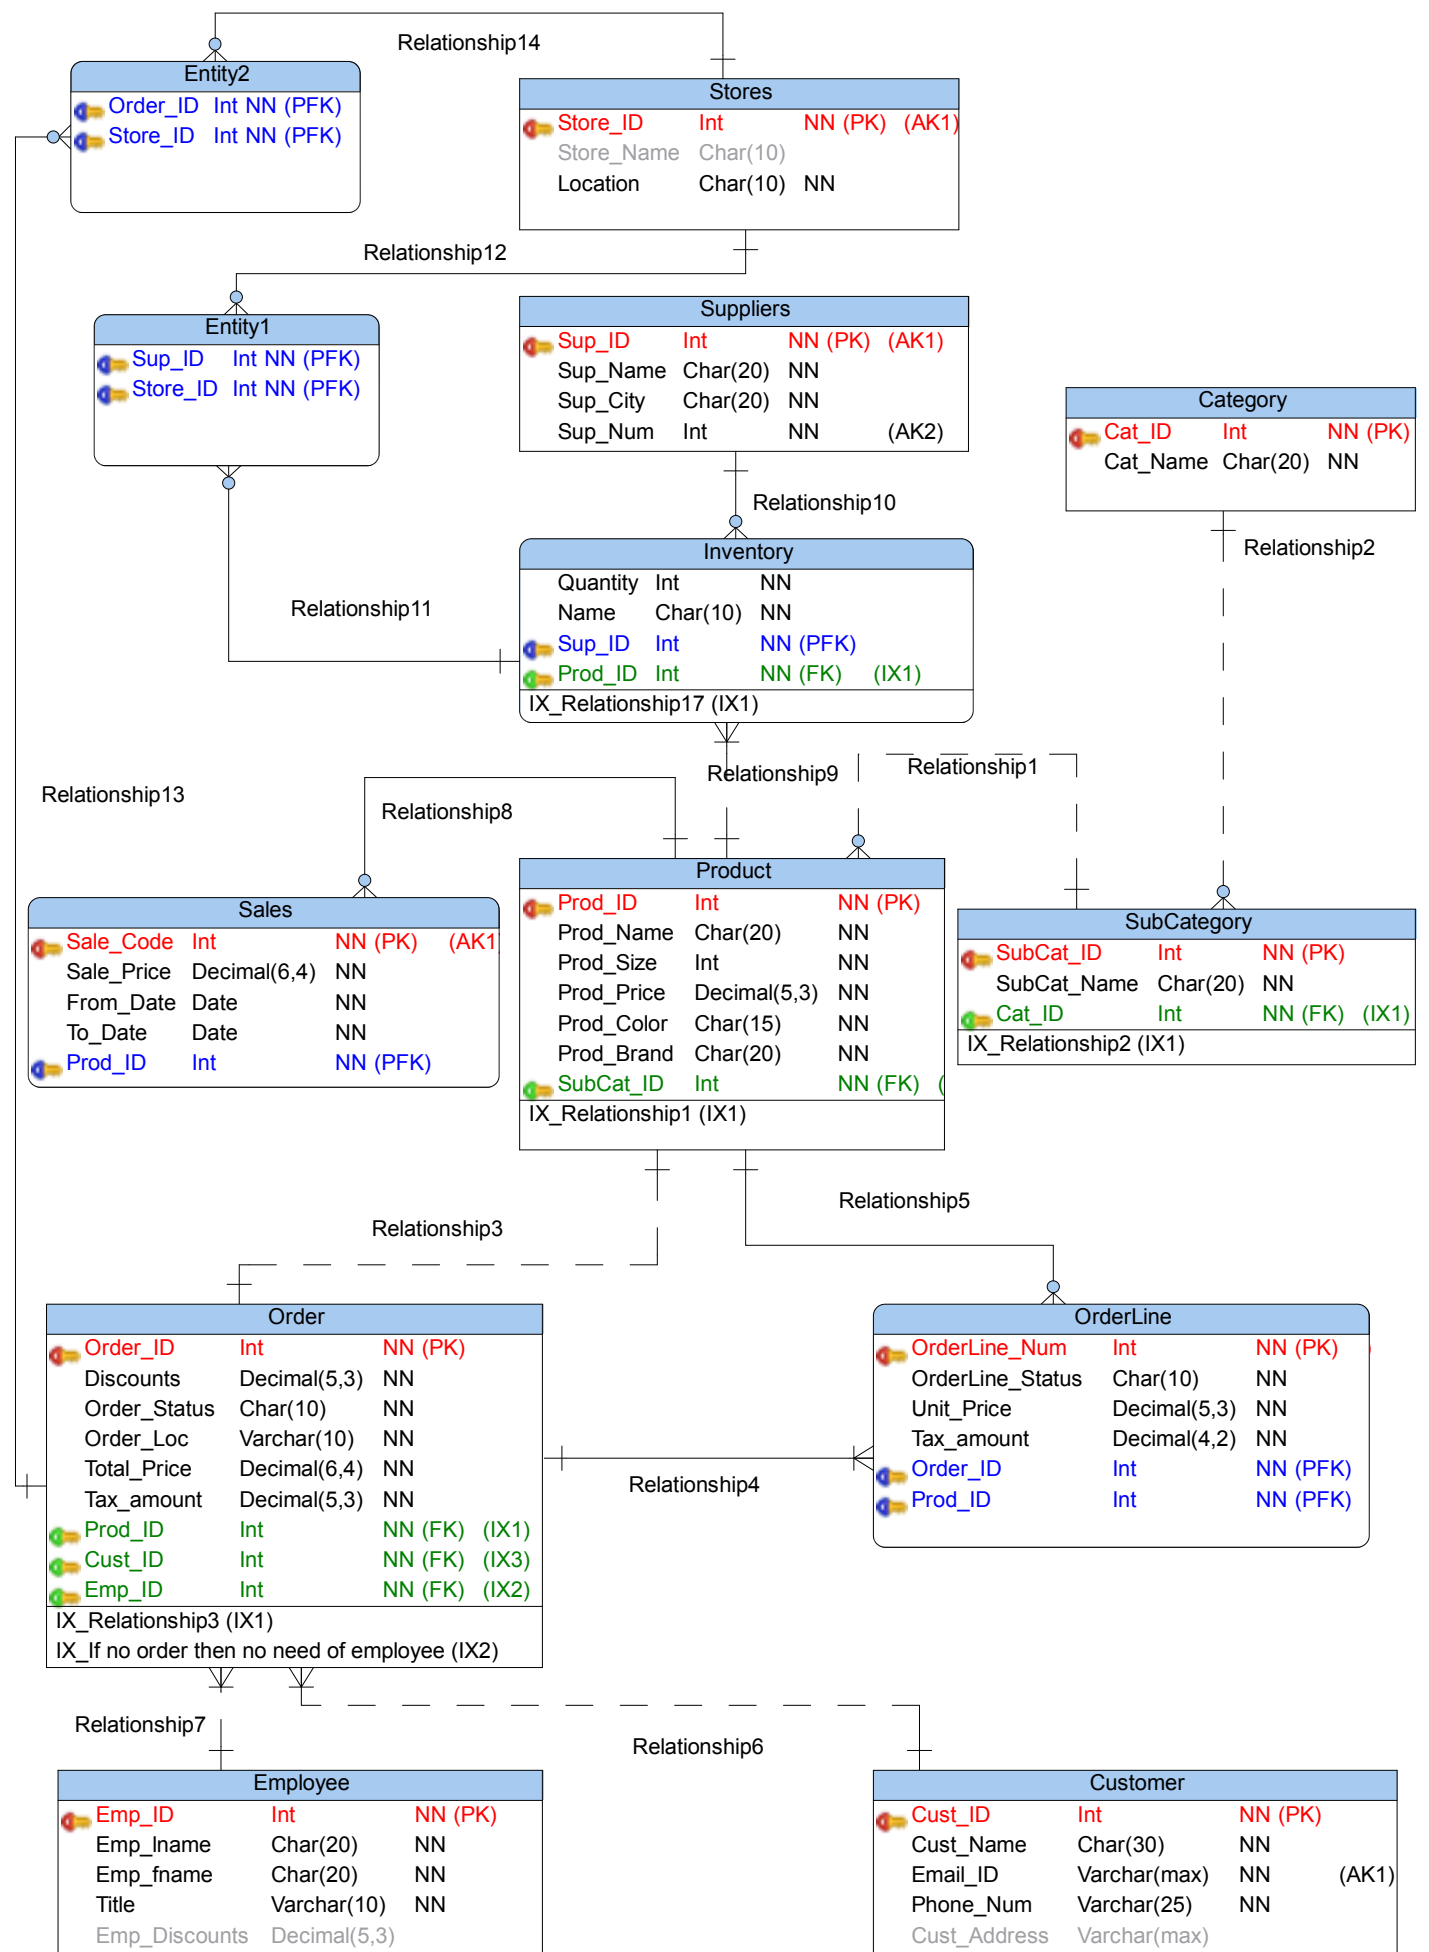 Relationship14
Entity2
Order_ID Int NN (PFK)
Store_ID Int NN (PFK)
Stores
Store_ID Int NN (PK) (AK1)
Store_Name Char(10)
Location Char(10) NN
Relationship12
Entity1
Sup_ID Int NN (PFK)
Store_ID Int NN (PFK)
Suppliers
Sup_ID Int NN (PK) (AK1)
Sup_Name Char(20) NN
Sup_City Char(20) NN
Sup_Num Int NN (AK2)
Category
Cat_ID Int NN (PK)
Cat_Name Char(20) NN
Relationship10
Relationship2
Inventory
Quantity Int NN
Name Char(10) NN
Sup_ID Int NN (PFK)
Prod_ID Int NN (FK) (IX1)
IX_Relationship17 (IX1)
Relationship11
Relationship9
Relationship1
Relationship13
Relationship8
Product
Prod_ID Int NN (PK)
Prod_Name Char(20) NN
Prod_Size Int NN
Prod_Price Decimal(5,3) NN
Prod_Color Char(15) NN
Prod_Brand Char(20) NN
SubCat_ID Int NN (FK) (
IX_Relationship1 (IX1)
Sales
Sale_Code Int NN (PK) (AK1
Sale_Price Decimal(6,4) NN
From_Date Date NN
To_Date Date NN
Prod_ID Int NN (PFK)
SubCategory
SubCat_ID Int NN (PK)
SubCat_Name Char(20) NN
Cat_ID Int NN (FK) (IX1)
IX_Relationship2 (IX1)
Relationship5
Relationship3
Order
Order_ID Int NN (PK)
Discounts Decimal(5,3) NN
Order_Status Char(10) NN
Order_Loc Varchar(10) NN
Total_Price Decimal(6,4) NN
Tax_amount Decimal(5,3) NN
Prod_ID Int NN (FK) (IX1)
Cust_ID Int NN (FK) (IX3)
Emp_ID Int NN (FK) (IX2)
IX_Relationship3 (IX1)
IX_If no order then no need of employee (IX2)
OrderLine
OrderLine_Num Int NN (PK)
OrderLine_Status Char(10) NN
Unit_Price Decimal(5,3) NN
Tax_amount Decimal(4,2) NN
Order_ID Int NN (PFK)
Prod_ID Int NN (PFK)
Relationship4
Relationship7
Relationship6
Employee
Emp_ID Int NN (PK)
Emp_lname Char(20) NN
Emp_fname Char(20) NN
Title Varchar(10) NN
Emp_Discounts Decimal(5,3)
Customer
Cust_ID Int NN (PK)
Cust_Name Char(30) NN
Email_ID Varchar(max) NN (AK1)
Phone_Num Varchar(25) NN
Cust_Address Varchar(max)